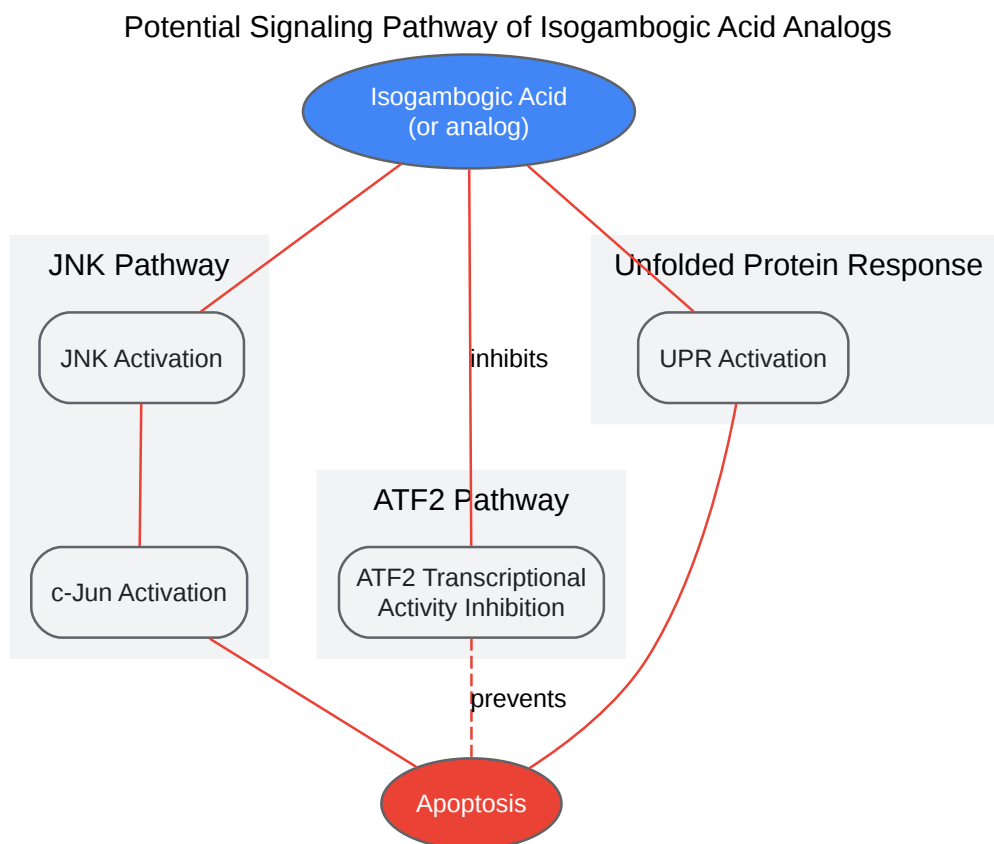 Potential Signaling Pathway of Isogambogic Acid Analogs
Isogambogic Acid
(or analog)
JNK Pathway
Unfolded Protein Response
JNK Activation
inhibits
UPR Activation
ATF2 Pathway
c-Jun Activation
ATF2 Transcriptional
Activity Inhibition
prevents
Apoptosis